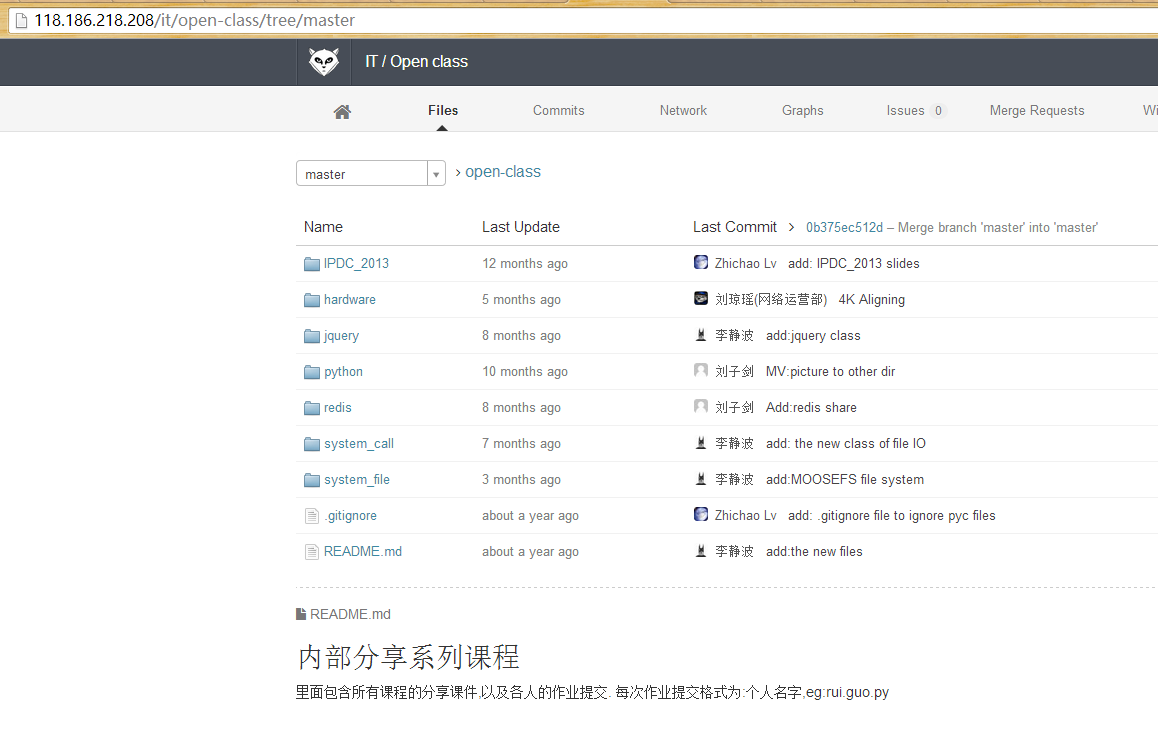 118.186.218.208/it/open-class/tree/master
IT / Open class
Files Commits Network Graphs Issues 0 Merge Requests Wi
master › open-class
Name Last Update Last Commit › 0b375ec512d – Merge branch 'master' into 'master'
IPDC_2013 12 months ago Zhichao Lv add: IPDC_2013 slides
hardware 5 months ago 刘琼瑶(网络运营部) 4K Aligning
jquery 8 months ago 李静波 add:jquery class
python 10 months ago 刘子剑 MV:picture to other dir
redis 8 months ago 刘子剑 Add:redis share
system_call 7 months ago 李静波 add: the new class of file IO
system_file 3 months ago 李静波 add:MOOSEFS file system
.gitignore about a year ago Zhichao Lv add: .gitignore file to ignore pyc files
README.md about a year ago 李静波 add:the new files
README.md
内部分享系列课程
里面包含所有课程的分享课件,以及各人的作业提交. 每次作业提交格式为:个人名字,eg:rui.guo.py